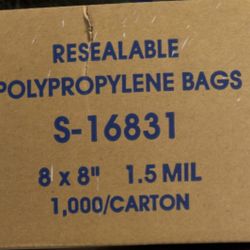 RESEALABLE
POLYPROPYLENE BAGS
S-16831
8 x 8" 1.5 MIL
1,000/CARTON